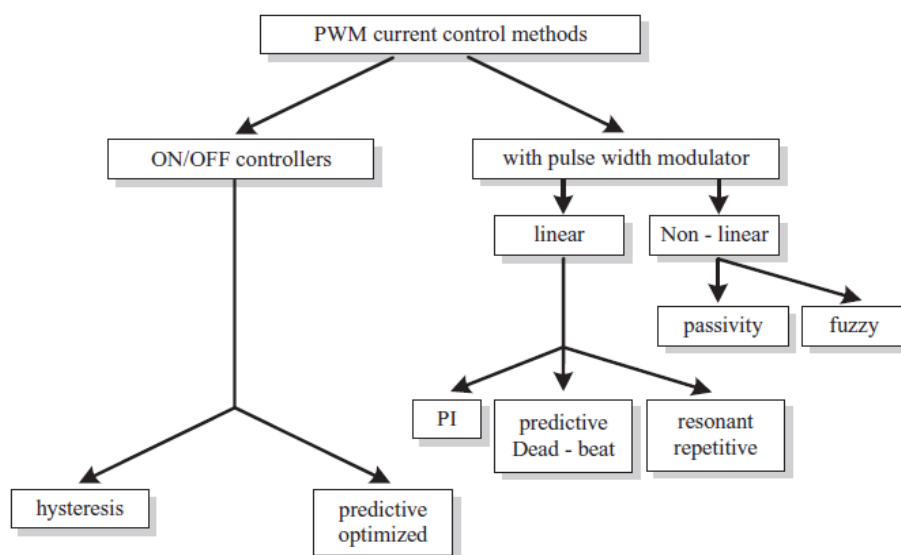 PWM current control methods
ON/OFF controllers
with pulse width modulator
linear
Non - linear
passivity
fuzzy
PI
predictive
Dead - beat
resonant
repetitive
hysteresis
predictive
optimized